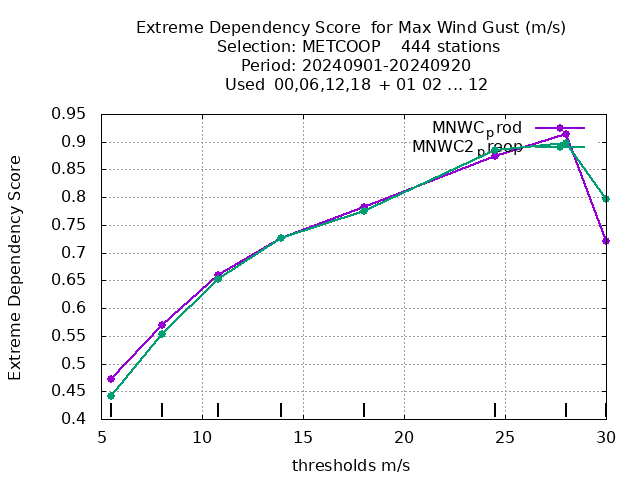 Extreme Dependency Score for Max Wind Gust (m/s)
Selection: METCOOP 444 stations
Period: 20240901-20240920
Used 00,06,12,18 + 01 02 ... 12
MNWC_prod
MNWC2_preop
Extreme Dependency Score
0.95
0.9
0.85
0.8
0.75
0.7
0.65
0.6
0.55
0.5
0.45
0.4
5 10 15 20 25 30
thresholds m/s